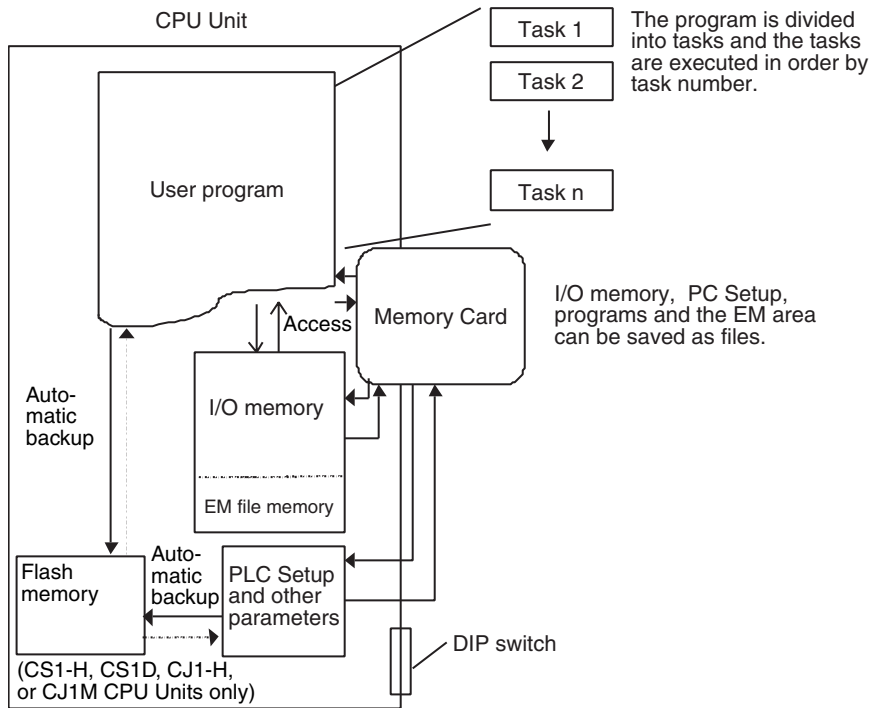 CPU Unit
Task 1
The program is divided
into tasks and the tasks
are executed in order by
task number.
Task 2
Task n
User program
Memory Card
I/O memory,  PC Setup,
programs and the EM area
can be saved as files.
Access
I/O memory
EM file memory
Auto-
matic
backup
Flash
memory
Auto-
matic
backup
PLC Setup
and other
parameters
DIP switch
(CS1-H, CS1D, CJ1-H,
or CJ1M CPU Units only)